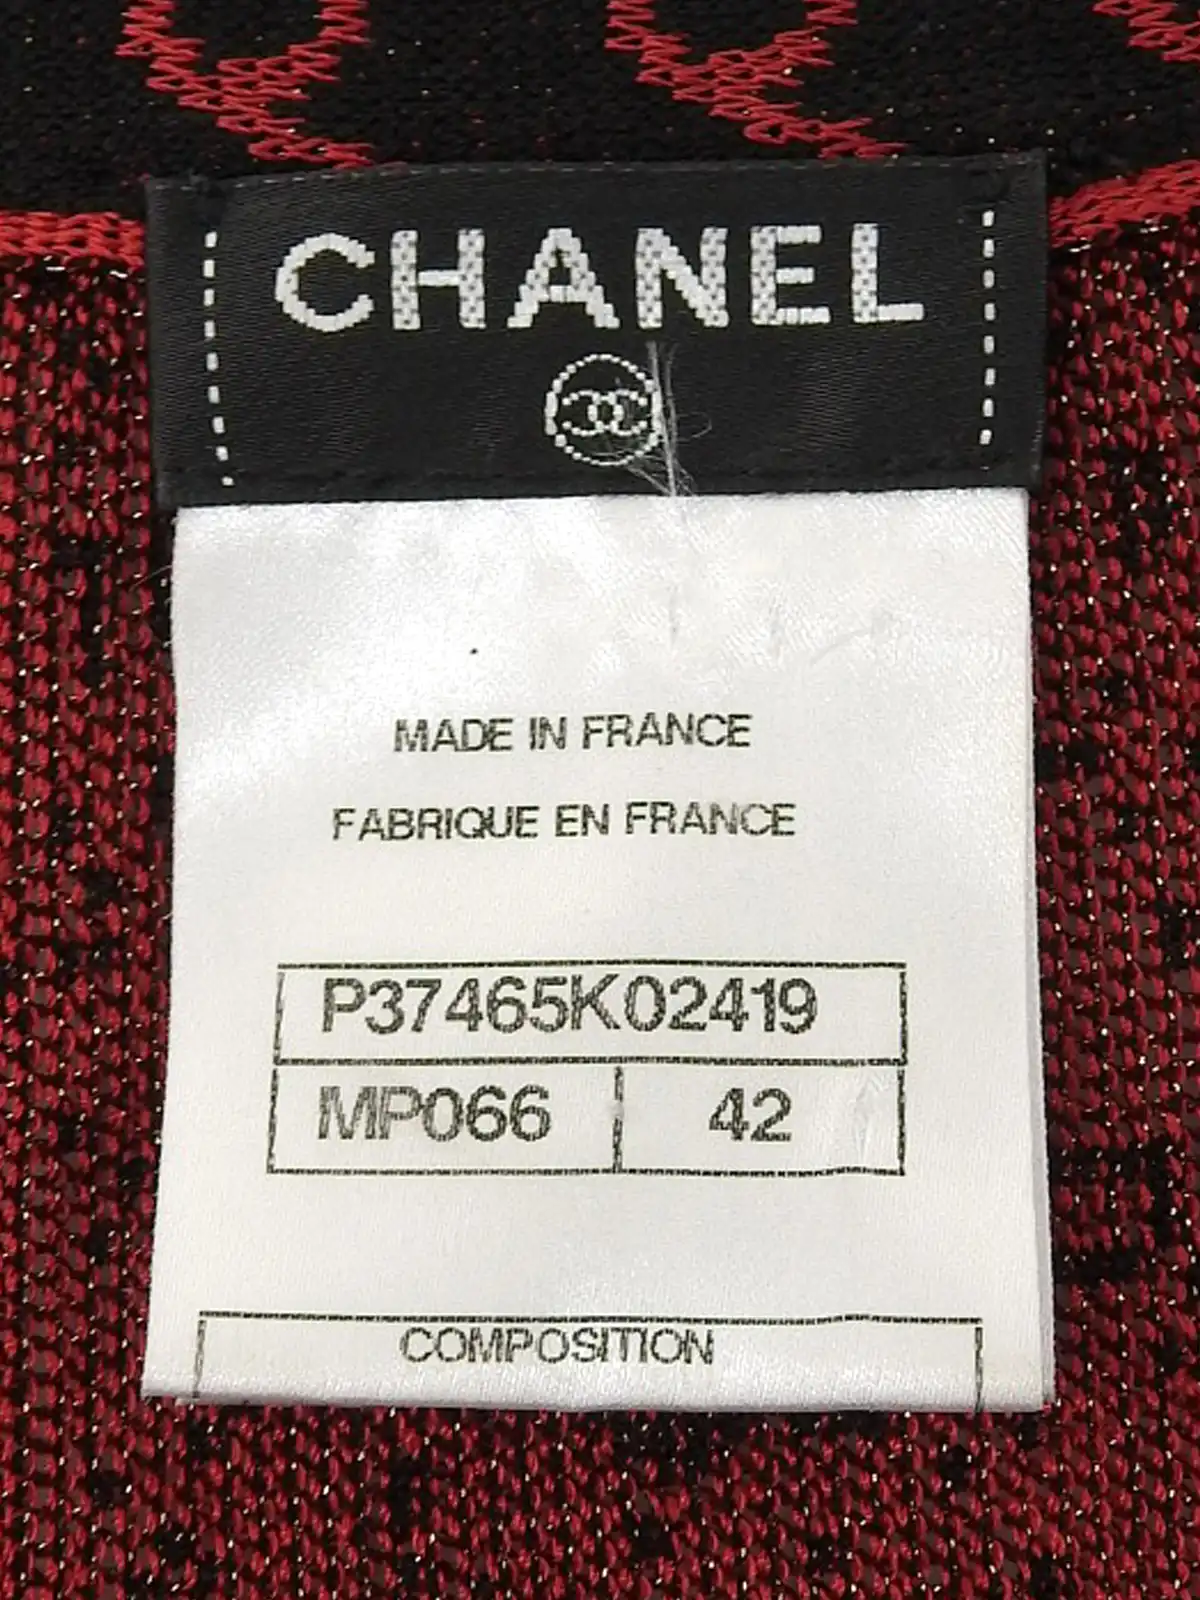 CHANEL
MADE IN FRANCE
FABRIQUE EN FRANCE
P37465K02419
MP066 42
COMPOSITION